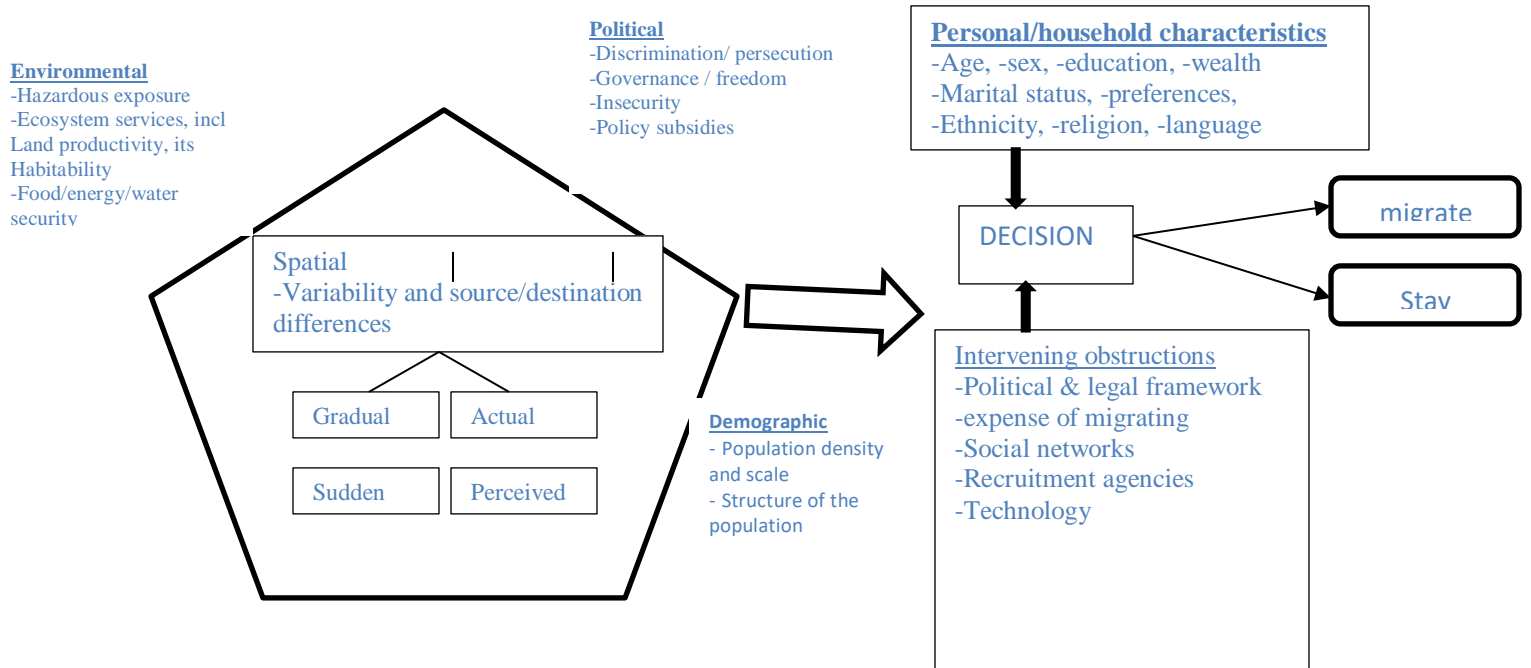 Environmental
-Hazardous exposure
-Ecosystem services, incl
Land productivity, its
Habitability
-Food/energy/water
security
Political
-Discrimination/ persecution
-Governance / freedom
-Insecurity
-Policy subsidies
Spatial
-Variability and source/destination
differences
Gradual
Actual
Sudden
Perceived
Demographic
- Population density
and scale
- Structure of the
population
Personal/household characteristics
-Age, -sex, -education, -wealth
-Marital status, -preferences,
-Ethnicity, -religion, -language
DECISION
migrate
Stay
Intervening obstructions
-Political & legal framework
-expense of migrating
-Social networks
-Recruitment agencies
-Technology